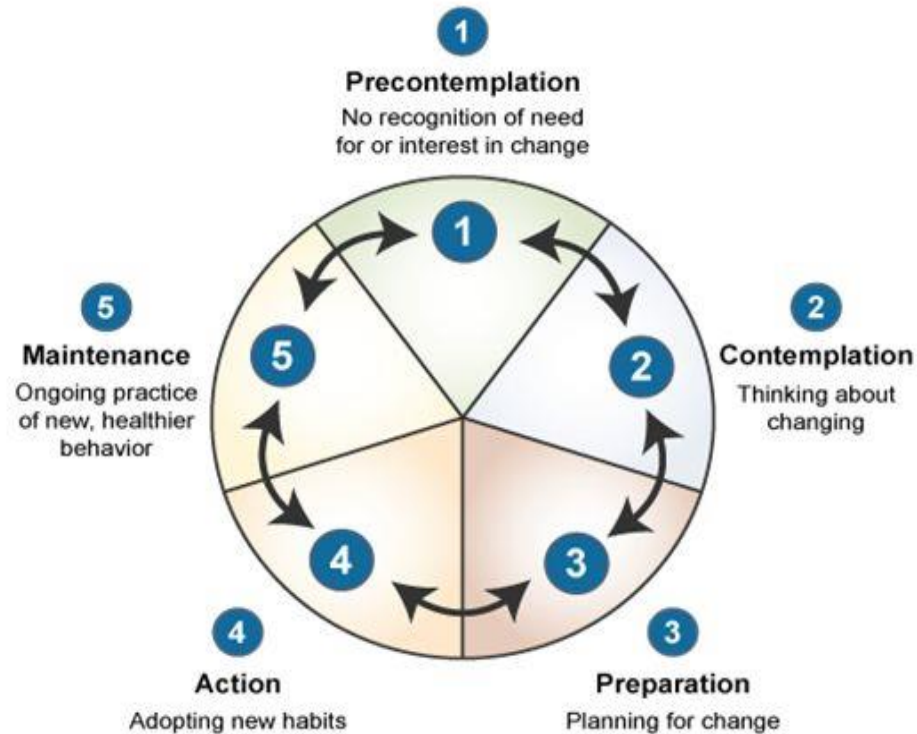 1
Precontemplation
No recognition of need
for or interest in change
1
2
Contemplation
Thinking about
changing
2
3
Preparation
Planning for change
3
4
Action
Adopting new habits
4
5
Maintenance
Ongoing practice
of new, healthier
behavior
5